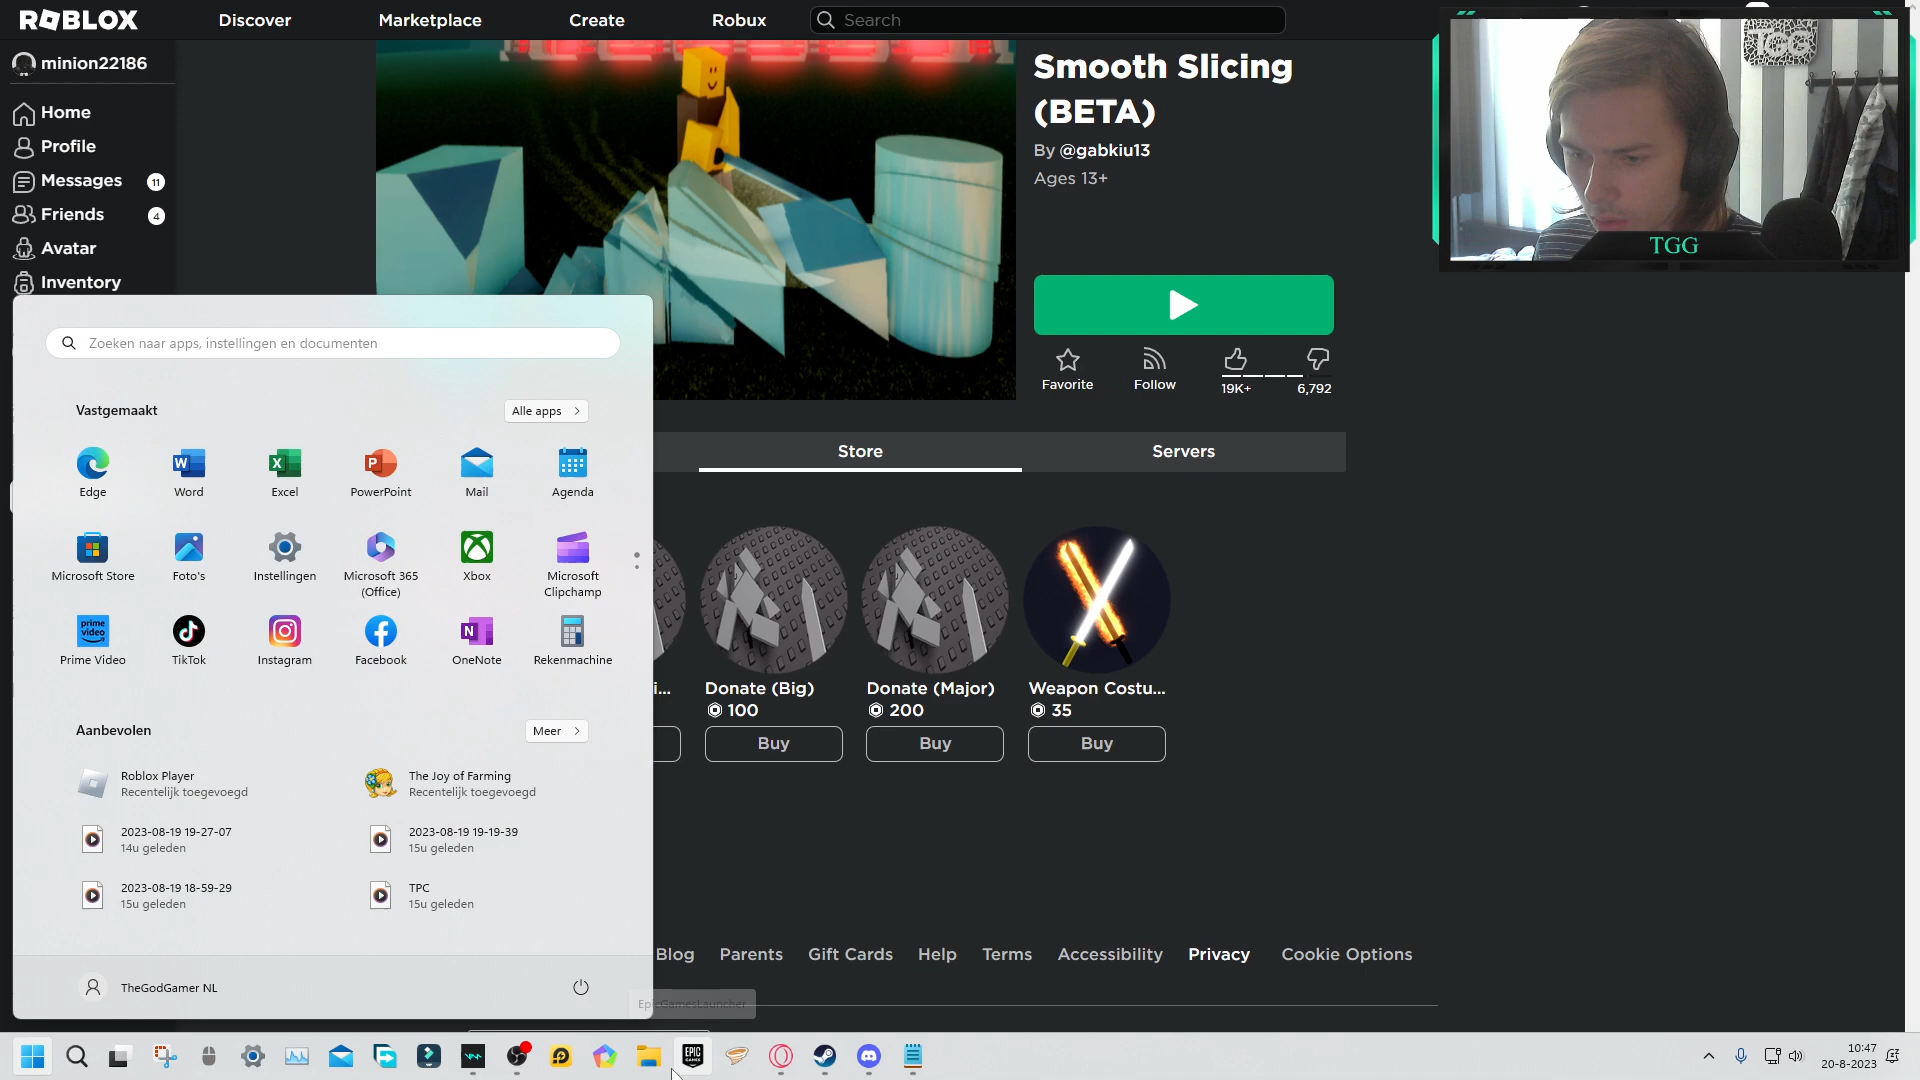 ROBLOX
Discover
Marketplace
Create
Robux
Search
minion22186
Home
Profile
Messages
11
Friends
4
Avatar
Inventory
Smooth Slicing
(BETA)
By @gabkiu13
Ages 13+
Favorite
Follow
19K+
6,792
TGG
TGG
Store
Servers
Donate (Big)
100
Buy
Donate (Major)
200
Buy
Weapon Costu...
35
Buy
Blog
Parents
Gift Cards
Help
Terms
Accessibility
Privacy
Cookie Options
Zoeken naar apps, instellingen en documenten
Vastgemaakt
Alle apps
Edge
Word
Excel
PowerPoint
Mail
Agenda
Microsoft Store
Foto's
Instellingen
Microsoft 365
(Office)
Xbox
Microsoft
Clipchamp
prime
video
Prime Video
TikTok
Instagram
Facebook
OneNote
Rekenmachine
Aanbevolen
Meer
Roblox Player
Recentelijk toegevoegd
The Joy of Farming
Recentelijk toegevoegd
2023-08-19 19-27-07
14u geleden
2023-08-19 19-19-39
15u geleden
2023-08-19 18-59-29
15u geleden
TPC
15u geleden
TheGodGamer NL
EpicGamesLauncher
EPIC
GAMES
10:47
20-8-2023